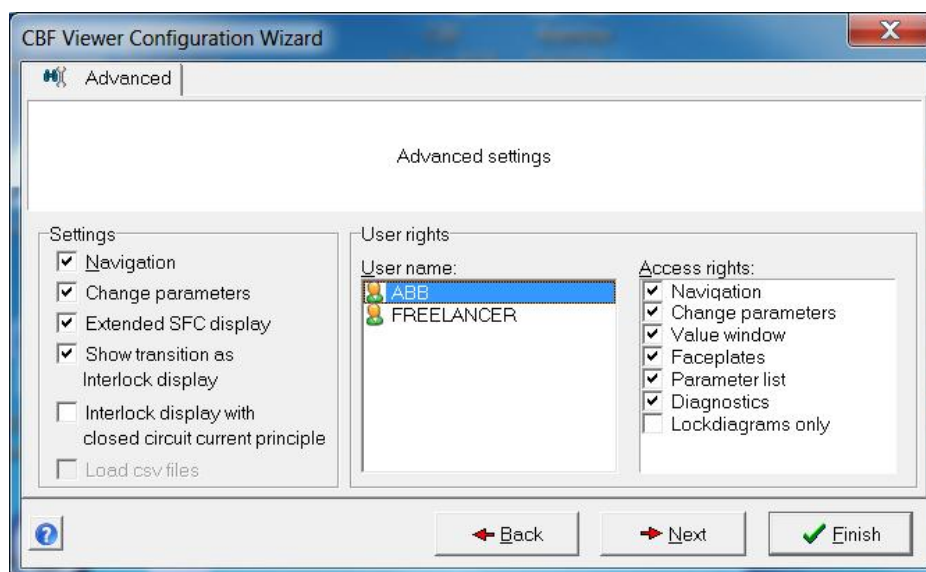 CBF Viewer Configuration Wizard
X
Advanced
Advanced settings
Settings
Navigation
Change parameters
Extended SFC display
Show transition as
Interlock display
Interlock display with
closed circuit current principle
Load csv files
User rights
User name:
ABB
FREELANCER
Access rights:
Navigation
Change parameters
Value window
Faceplates
Parameter list
Diagnostics
Lockdiagrams only
?
Back
Next
Finish